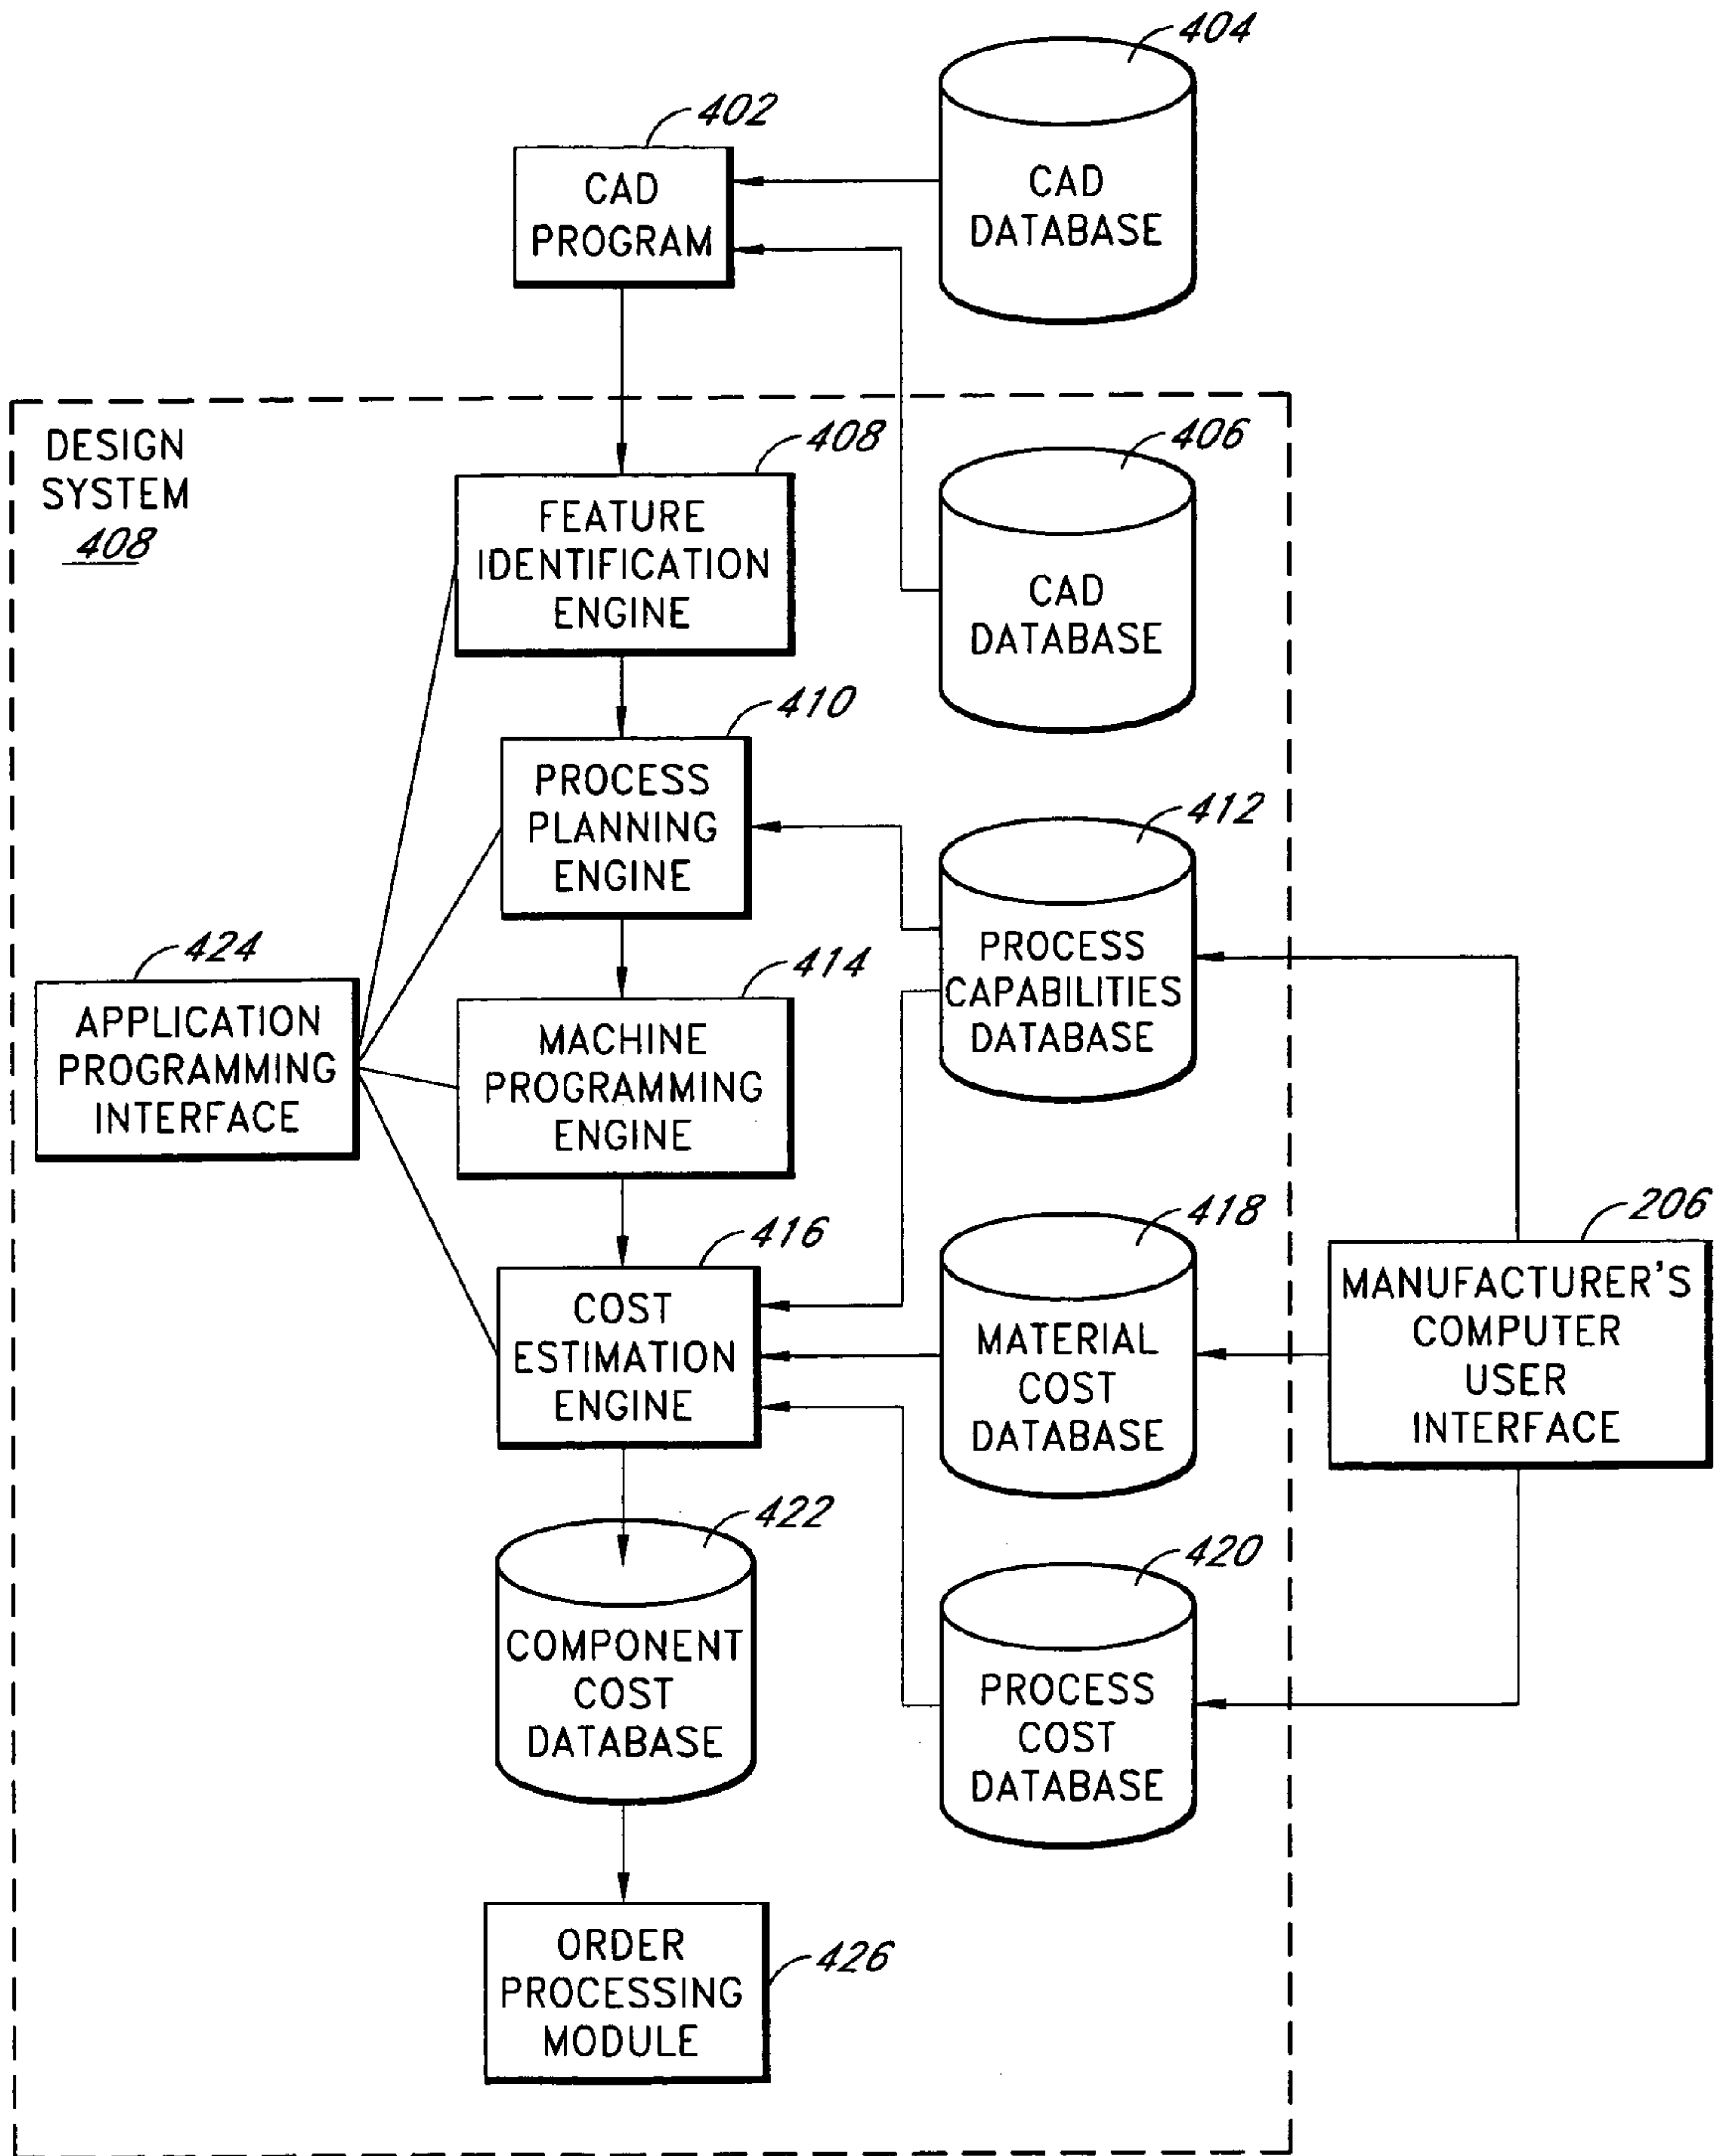 404
402
CAD
PROGRAM
CAD
DATABASE
DESIGN
SYSTEM
408
408
FEATURE
IDENTIFICATION
ENGINE
406
CAD
DATABASE
410
PROCESS
PLANNING
ENGINE
412
PROCESS
CAPABILITIES
DATABASE
424
APPLICATION
PROGRAMMING
INTERFACE
414
MACHINE
PROGRAMMING
ENGINE
416
COST
ESTIMATION
ENGINE
418
MATERIAL
COST
DATABASE
206
MANUFACTURER'S
COMPUTER
USER
INTERFACE
422
COMPONENT
COST
DATABASE
420
PROCESS
COST
DATABASE
ORDER
PROCESSING
MODULE
426